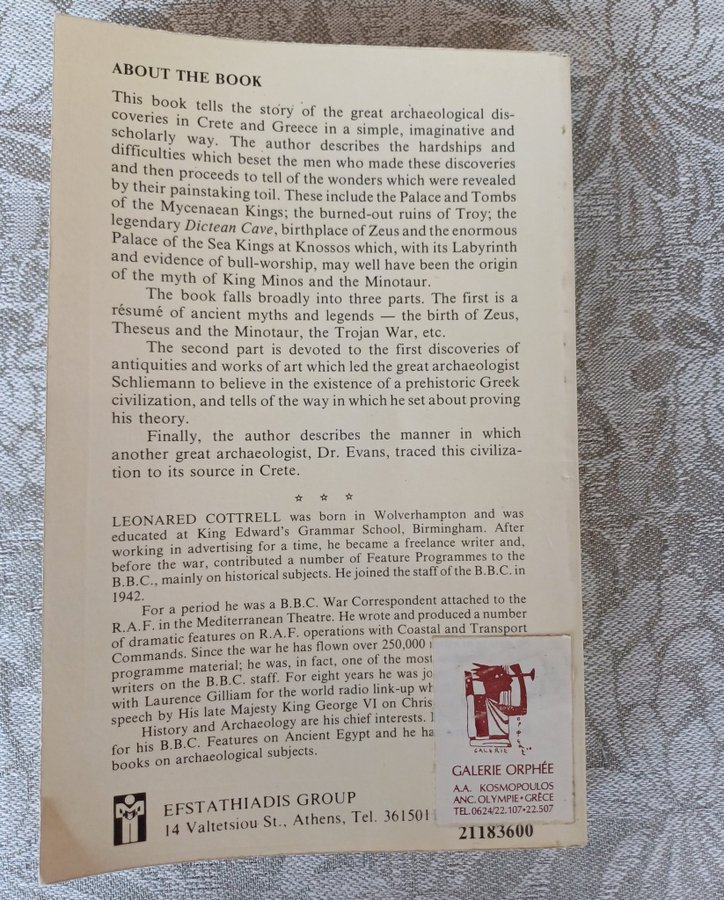 ABOUT THE BOOK
This book tells the story of the great archaeological dis-
coveries in Crete and Greece in a simple, imaginative and
scholarly way. The author describes the hardships and
difficulties which beset the men who made these discoveries
and then proceeds to tell of the wonders which were revealed
by their painstaking toil. These include the Palace and Tombs
of the Mycenaean Kings; the burned-out ruins of Troy; the
legendary Dictean Cave, birthplace of Zeus and the enormous
Palace of the Sea Kings at Knossos which, with its Labyrinth
and evidence of bull-worship, may well have been the origin
of the myth of King Minos and the Minotaur.
The book falls broadly into three parts. The first is a
résumé of ancient myths and legends — the birth of Zeus,
Theseus and the Minotaur, the Trojan War, etc.
The second part is devoted to the first discoveries of
antiquities and works of art which led the great archaeologist
Schliemann to believe in the existence of a prehistoric Greek
civilization, and tells of the way in which he set about proving
his theory.
Finally, the author describes the manner in which
another great archaeologist, Dr. Evans, traced this civiliza-
tion to its source in Crete.
☆ ☆ ☆
LEONARED COTTRELL was born in Wolverhampton and was
educated at King Edward's Grammar School, Birmingham. After
working in advertising for a time, he became a freelance writer and,
before the war, contributed a number of Feature Programmes to the
B.B.C., mainly on historical subjects. He joined the staff of the B.B.C. in
1942.
For a period he was a B.B.C. War Correspondent attached to the
R.A.F. in the Mediterranean Theatre. He wrote and produced a number
of dramatic features on R.A.F. operations with Coastal and Transport
Commands. Since the war he has flown over 250,000
programme material; he was, in fact, one of the most
writers on the B.B.C. staff. For eight years he was
with Laurence Gilliam for the world radio link-up
speech by His late Majesty King George VI on
History and Archaeology are his chief interests.
for his B.B.C. Features on Ancient Egypt and he
books on archaeological subjects.
GALERIE
GALERIE ORPHÉE
A.A. KOSMOPOULOS
ANC. OLYMPIE • GRÈCE
TEL. 0624/22.107 • 22.507
EFSTATHIADIS GROUP
14 Valtetsiou St., Athens, Tel. 361501
21183600